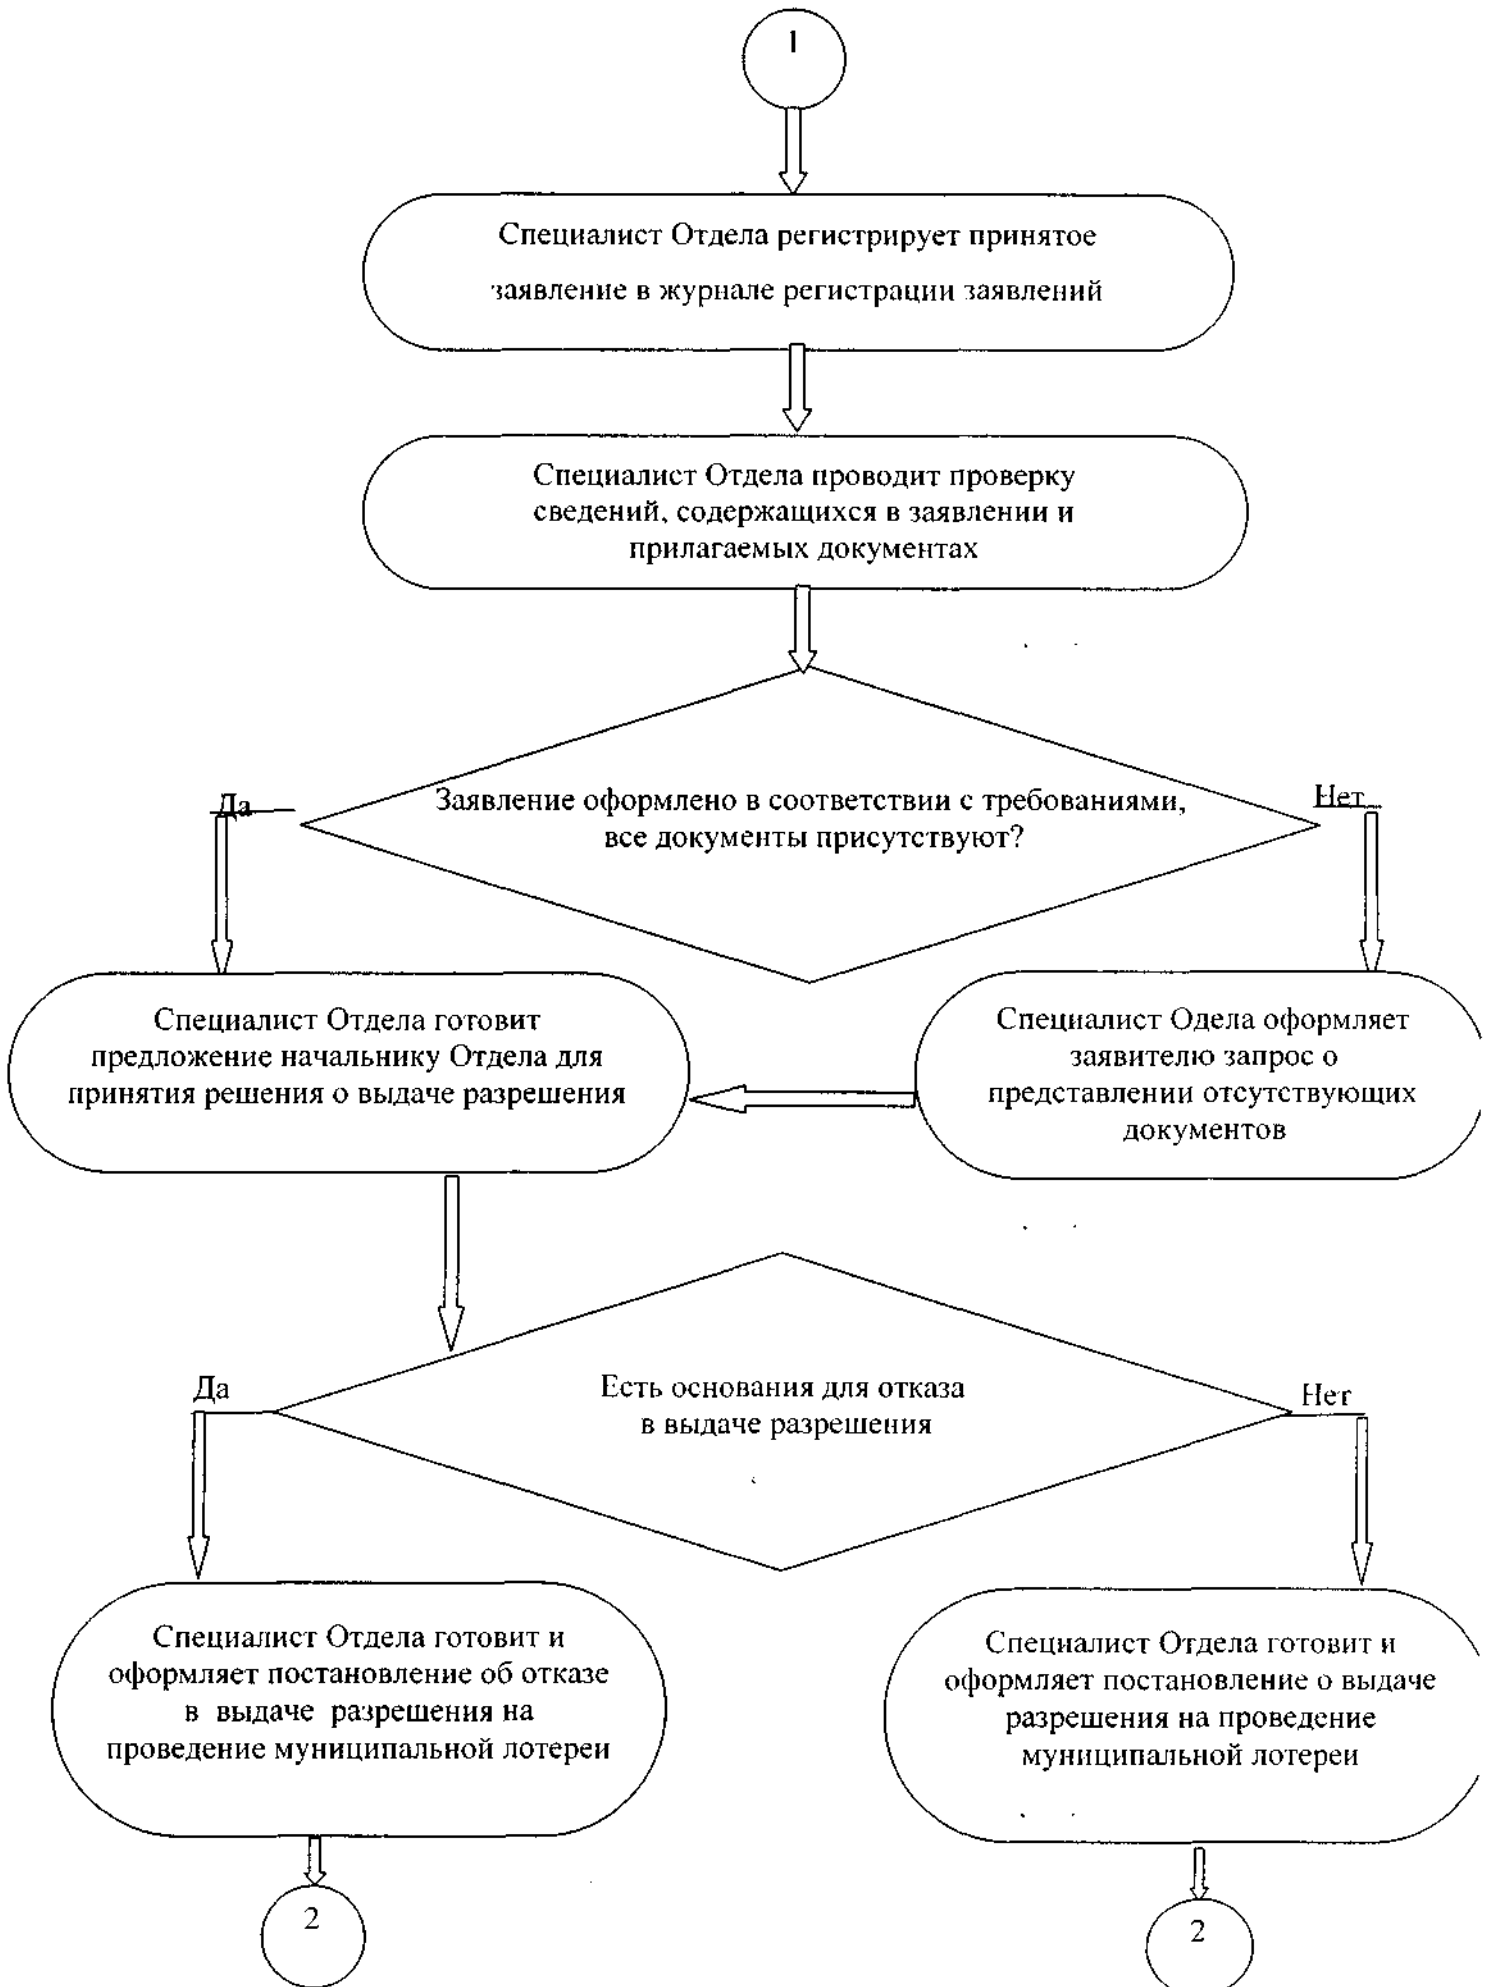 1
Специалист Отдела регистрирует принятое
заявление в журнале регистрации заявлений
Специалист Отдела проводит проверку
сведений, содержащихся в заявлении и
прилагаемых документах
Да
Заявление оформлено в соответствии с требованиями,
все документы присутствуют?
Нет
Специалист Отдела готовит
предложение начальнику Отдела для
принятия решения о выдаче разрешения
Специалист Одела оформляет
заявителю запрос о
представлении отсутствующих
документов
Да
Есть основания для отказа
в выдаче разрешения
Нет
Специалист Отдела готовит и
оформляет постановление об отказе
в выдаче разрешения на
проведение муниципальной лотереи
Специалист Отдела готовит и
оформляет постановление о выдаче
разрешения на проведение
муниципальной лотереи
2
2